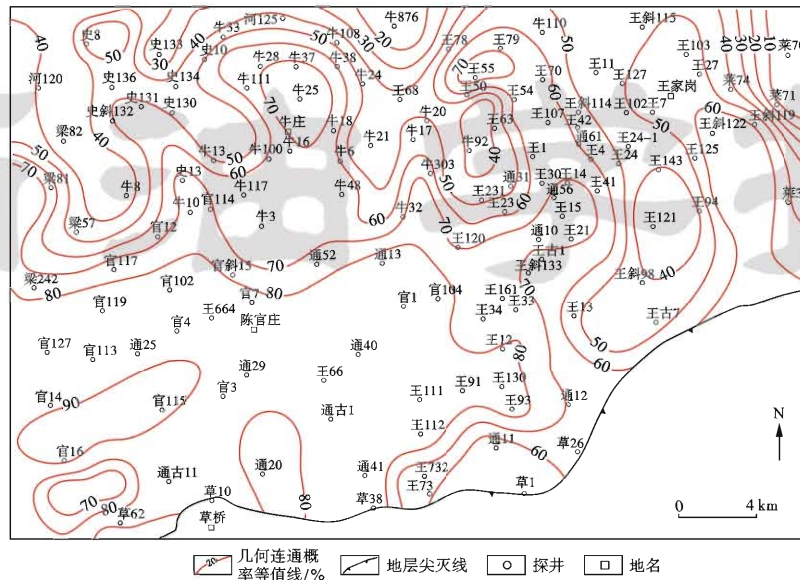 河125 牛876 牛110 王斜115
史8 牛33 牛108 王78 王79 王103 莱76
史133 史10 牛28 牛37 牛38 王55 王11 王27
河120 史136 史134 牛111 牛24 王50 王70 王127 王家岗 莱74
史131 史130 牛25 王68 王54 王斜114 王102 王7 莱71
史斜132 牛庄 牛18 牛20 王63 王107 王42 王斜122 王斜119
梁82 牛16 牛21 牛17 牛92 通61 王24-1
牛13 牛100 牛6 王1 王4 王24 王125
梁81 史13 牛303 通31 王30 王14 王143
牛8 牛117 牛48 王231 通56 王41
牛10 官114 牛3 牛32 王23 王15 王94
梁57 官12 王120 通10 王21 王121
官117 官斜15 通52 通13 王古1
梁242 官102 王斜133 王斜98
官119 王664 官7 官1 官104 王161 王33 王13 王古7
官4 陈官庄 王34
官127 官113 通25 通40 王12
通29 王66 王91 王130
官14 官115 官3 王111 王93 通12
通古1 王112
官16 通11 草26
通古11 通20 通41 王732
草10 王73 草1
草62 草桥 草38
40 50 30 40 50 30 20 70 60 50 40 30 20 10
50 70 40 50 60 70 50 40 60 50 60
60 70 60 70 80 70 80 40
80 50 60 90 60 70 80 80
N
0 4 km
20 几何连通概率等值线/% 地层尖灭线 探井 地名